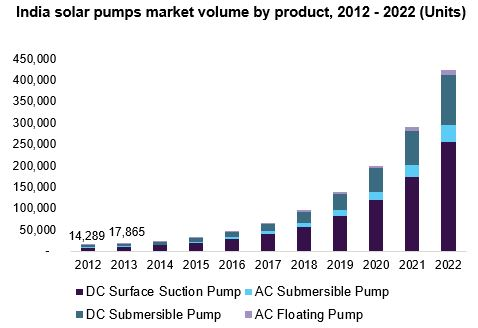 India solar pumps market volume by product, 2012 - 2022 (Units)
450,000
400,000
350,000
300,000
250,000
200,000
150,000
100,000
50,000
-
14,289 17,865
2012 2013 2014 2015 2016 2017 2018 2019 2020 2021 2022
DC Surface Suction Pump AC Submersible Pump
DC Submersible Pump AC Floating Pump